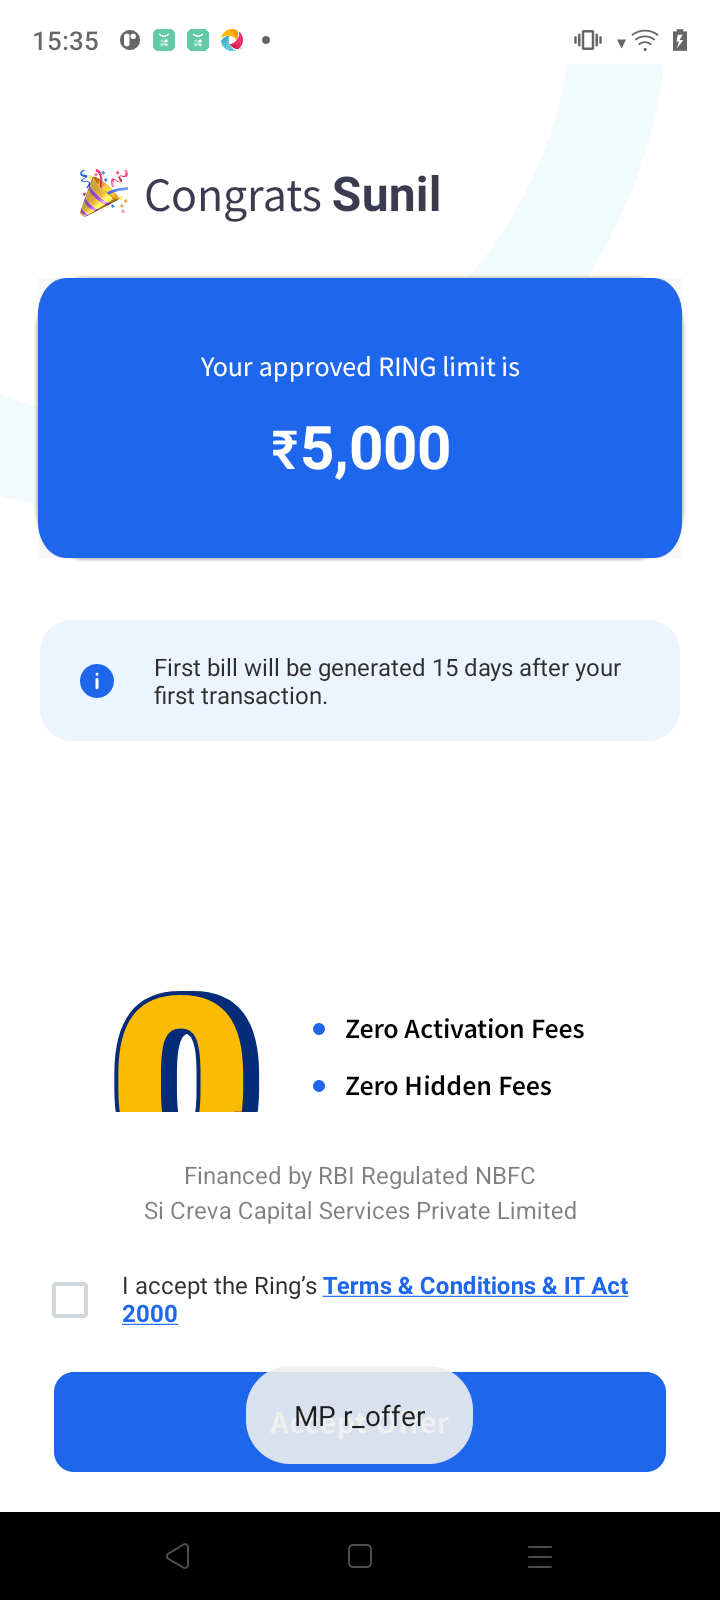 15:35
Congrats Sunil
Your approved RING limit is
₹5,000
First bill will be generated 15 days after your
first transaction.
0
Zero Activation Fees
Zero Hidden Fees
Financed by RBI Regulated NBFC
Si Creva Capital Services Private Limited
I accept the Ring’s Terms & Conditions & IT Act
2000
Accept Offer
MP r_offer